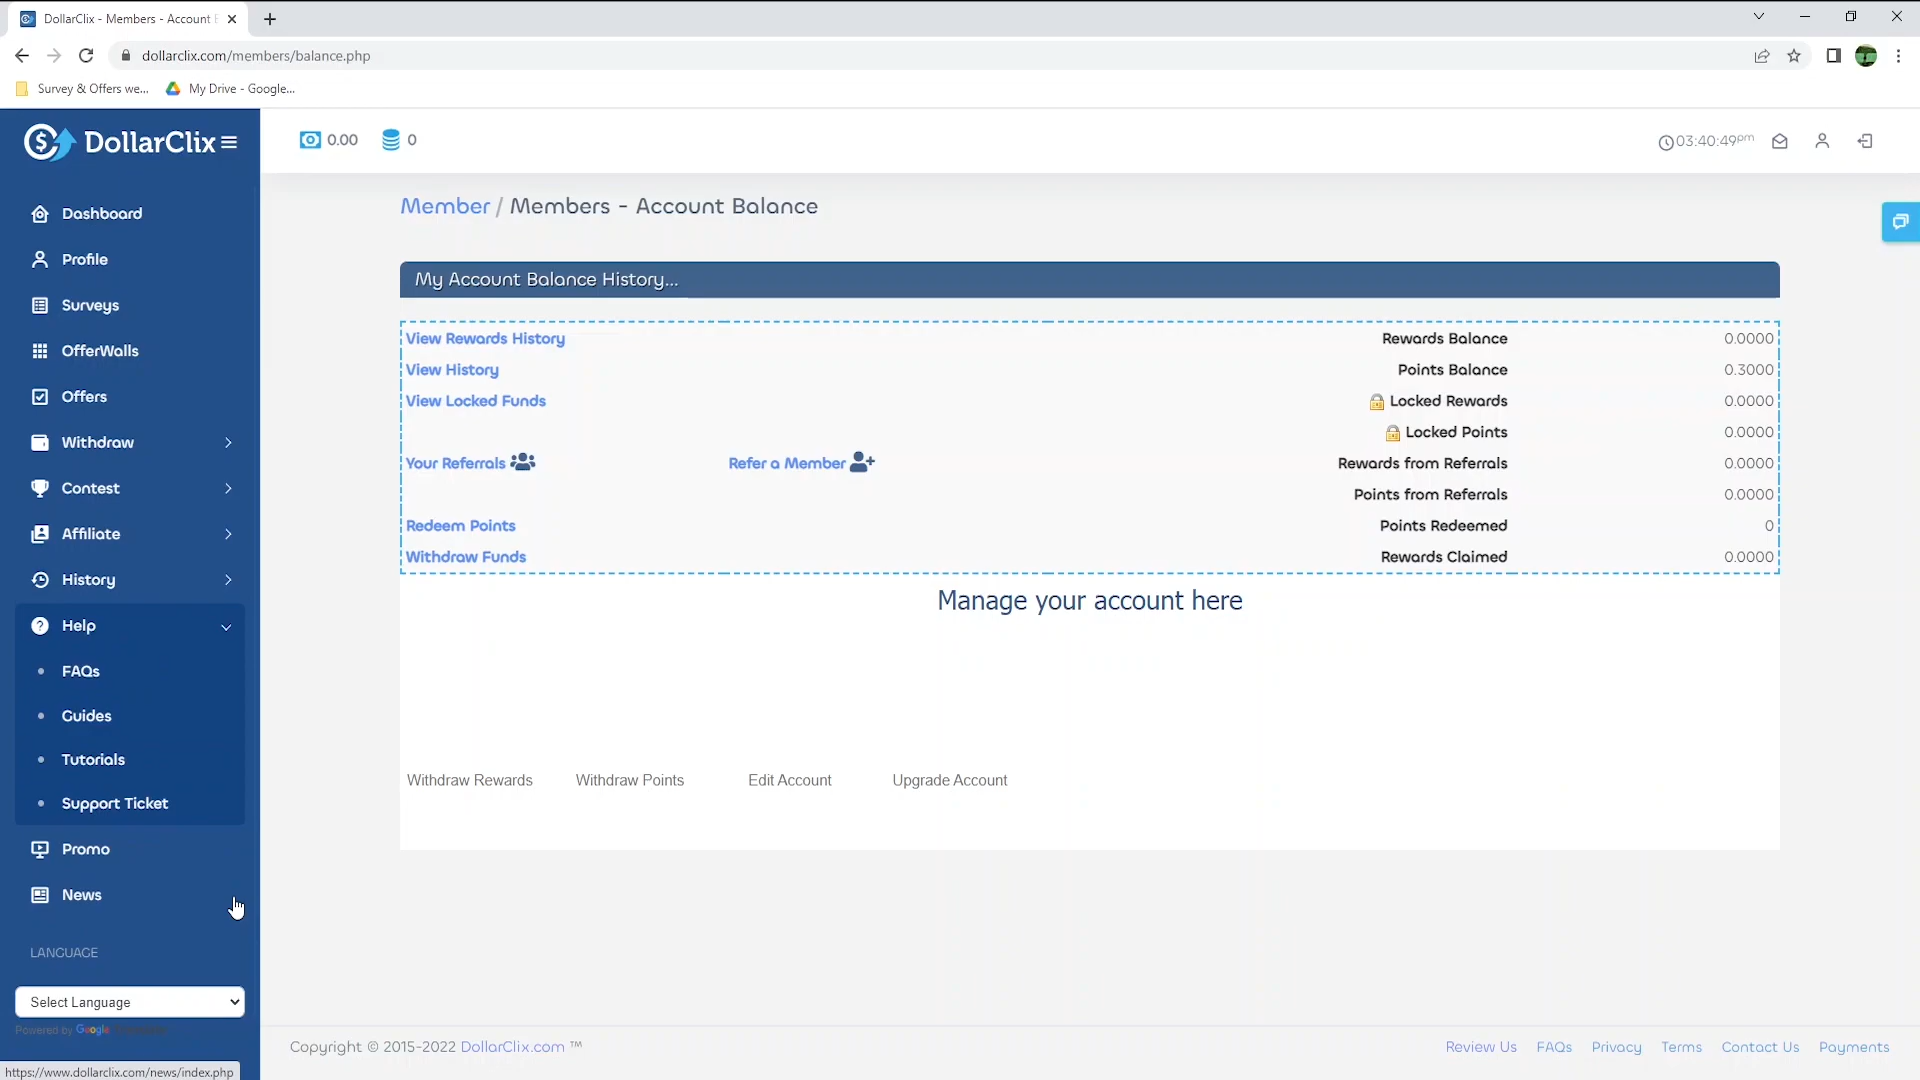 DollarClix - Members - Account B
dollarclix.com/members/balance.php
Survey & Offers we...
My Drive - Google...
DollarClix
0.00
0
03:40:49pm
Member / Members - Account Balance
Dashboard
Profile
Surveys
OfferWalls
Offers
Withdraw
Contest
Affiliate
History
Help
FAQs
Guides
Tutorials
Support Ticket
Promo
News
LANGUAGE
Select Language
Powered by Google
https://www.dollarclix.com/news/index.php
My Account Balance History...
View Rewards History Rewards Balance 0.0000
View History Points Balance 0.3000
View Locked Funds Locked Rewards 0.0000
Locked Points 0.0000
Your Referrals Refer a Member Rewards from Referrals 0.0000
Points from Referrals 0.0000
Redeem Points Points Redeemed 0
Withdraw Funds Rewards Claimed 0.0000
Manage your account here
Withdraw Rewards Withdraw Points Edit Account Upgrade Account
Copyright © 2015-2022 DollarClix.com ™
Review Us FAQs Privacy Terms Contact Us Payments